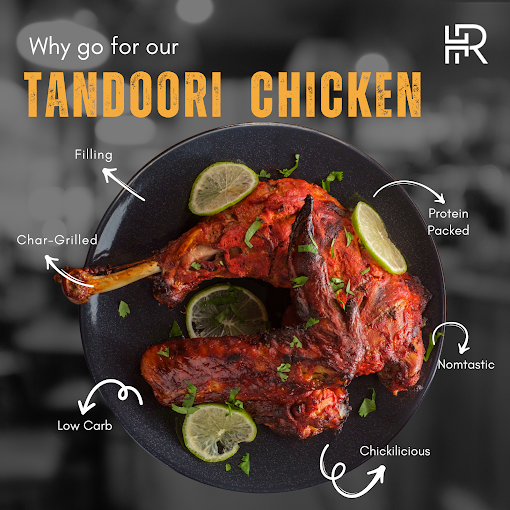 Why go for our
TANDOORI CHICKEN
Filling
Protein
Packed
Char-Grilled
Nomtastic
Low Carb
Chickilicious